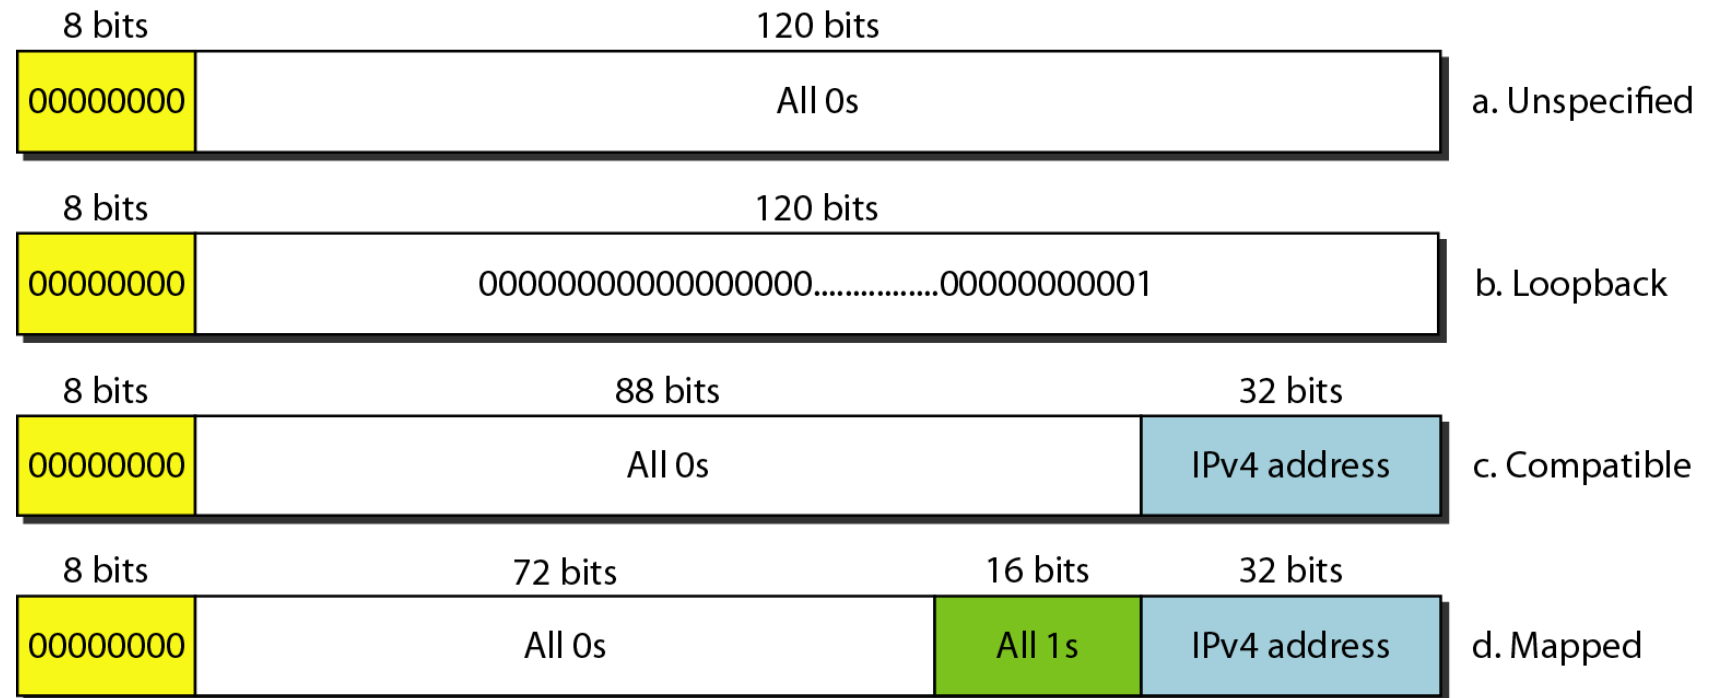 8 bits 120 bits
00000000 All 0s a. Unspecified
8 bits 120 bits
00000000 00000000000000000................00000000001 b. Loopback
8 bits 88 bits 32 bits
00000000 All 0s IPv4 address c. Compatible
8 bits 72 bits 16 bits 32 bits
00000000 All 0s All 1s IPv4 address d. Mapped